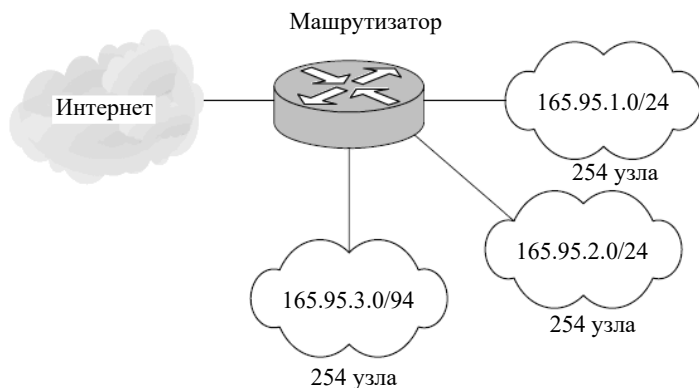 Машрутизатор
Интернет
165.95.1.0/24
254 узла
165.95.2.0/24
254 узла
165.95.3.0/94
254 узла